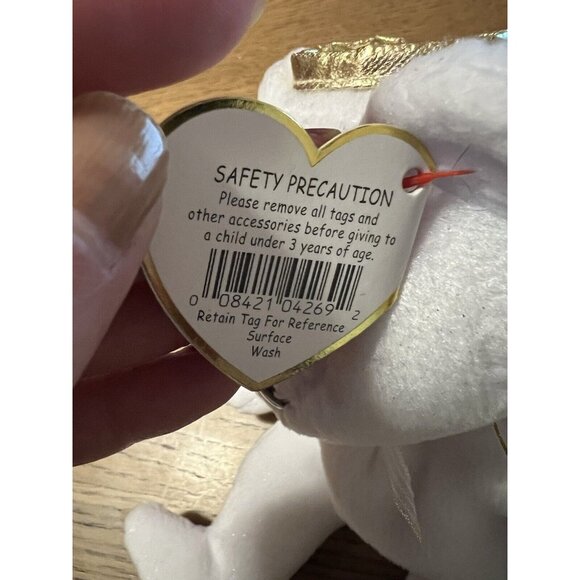 SAFETY PRECAUTION
Please remove all tags and
other accessories before giving to
a child under 3 years of age.
0 08421 04269 2
Retain Tag For Reference
Surface
Wash